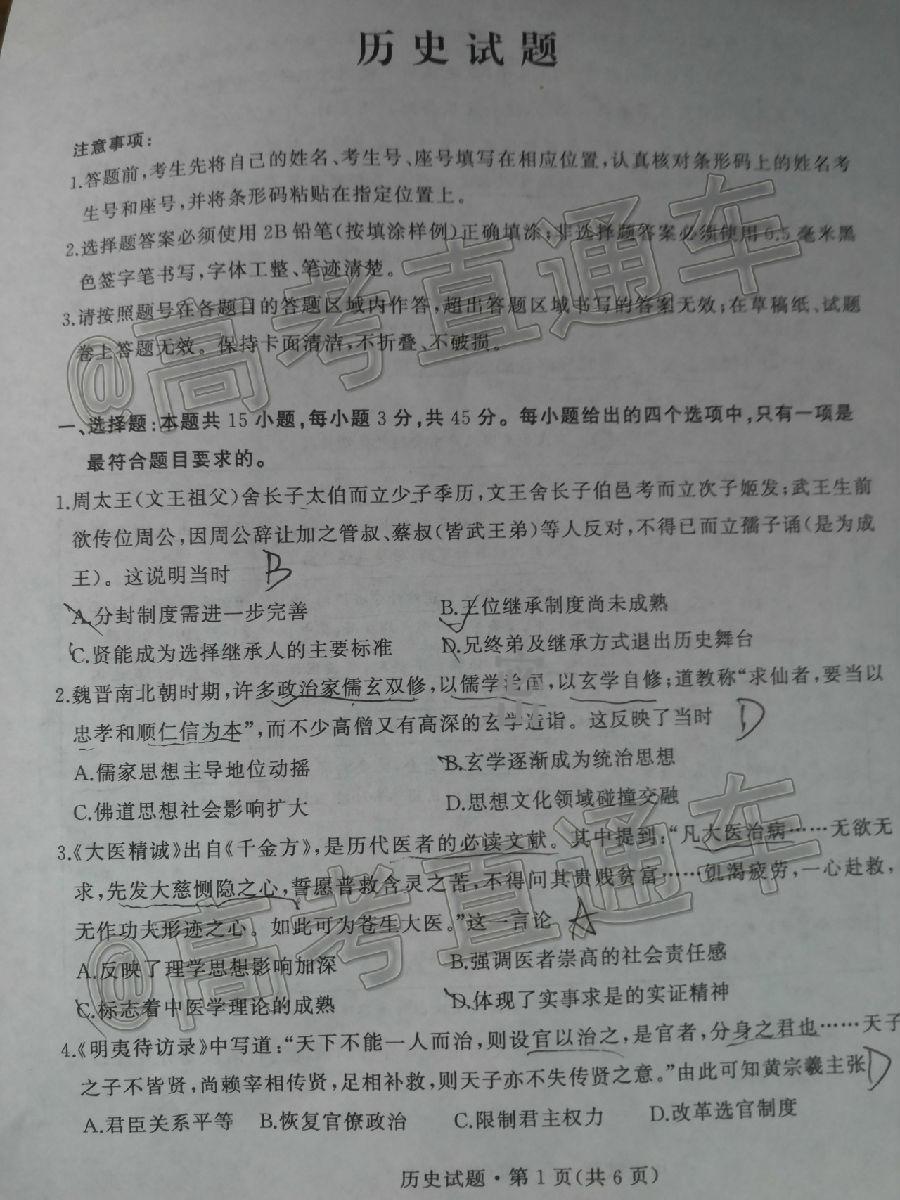 历史试题
注意事项:
1.答题前,考生先将自己的姓名、考生号、座号填写在相应位置,认真核对条形码上的姓名考
生号和座号,并将条形码粘贴在指定位置上。
2.选择题答案必须使用2B铅笔(按填涂样例)正确填涂;非选择题答案必须使用0.5毫米黑
色签字笔书写,字体工整、笔迹清楚。
3.请按照题号在各题目的答题区域内作答,超出答题区域书写的答案无效;在草稿纸、试题
卷上答题无效。保持卡面清洁,不折叠、不破损。
@高考直通车
一、选择题:本题共15小题,每小题3分,共45分。每小题给出的四个选项中,只有一项是
最符合题目要求的。
1.周太王(文王祖父)舍长子太伯而立少子季历,文王舍长子伯邑考而立次子姬发;武王生前
欲传位周公,因周公辞让加之管叔、蔡叔(皆武王弟)等人反对,不得已而立孺子诵(是为成
王)。这说明当时 B
A.分封制度需进一步完善 B.王位继承制度尚未成熟
C.贤能成为选择继承人的主要标准 D.兄终弟及继承方式退出历史舞台
2.魏晋南北朝时期,许多政治家儒玄双修,以儒学治国,以玄学自修;道教称“求仙者,要当以
忠孝和顺仁信为本”,而不少高僧又有高深的玄学造诣。这反映了当时 D
A.儒家思想主导地位动摇 B.玄学逐渐成为统治思想
C.佛道思想社会影响扩大 D.思想文化领域碰撞交融
3.《大医精诚》出自《千金方》,是历代医者的必读文献。其中提到:“凡大医治病……无欲无
求,先发大慈恻隐之心,誓愿普救含灵之苦,不得问其贵贱贫富……饥渴疲劳,一心赴救,
无作功夫形迹之心。如此可为苍生大医。”这一言论 A
A.反映了理学思想影响加深 B.强调医者崇高的社会责任感
C.标志着中医学理论的成熟 D.体现了实事求是的实证精神
@高考直通车
4.《明夷待访录》中写道:“天下不能一人而治,则设官以治之,是官者,分身之君也……天子
之子不皆贤,尚赖宰相传贤,足相补救,则天子亦不失传贤之意。”由此可知黄宗羲主张 D
A.君臣关系平等 B.恢复官僚政治 C.限制君主权力 D.改革选官制度
历史试题·第1页(共6页)